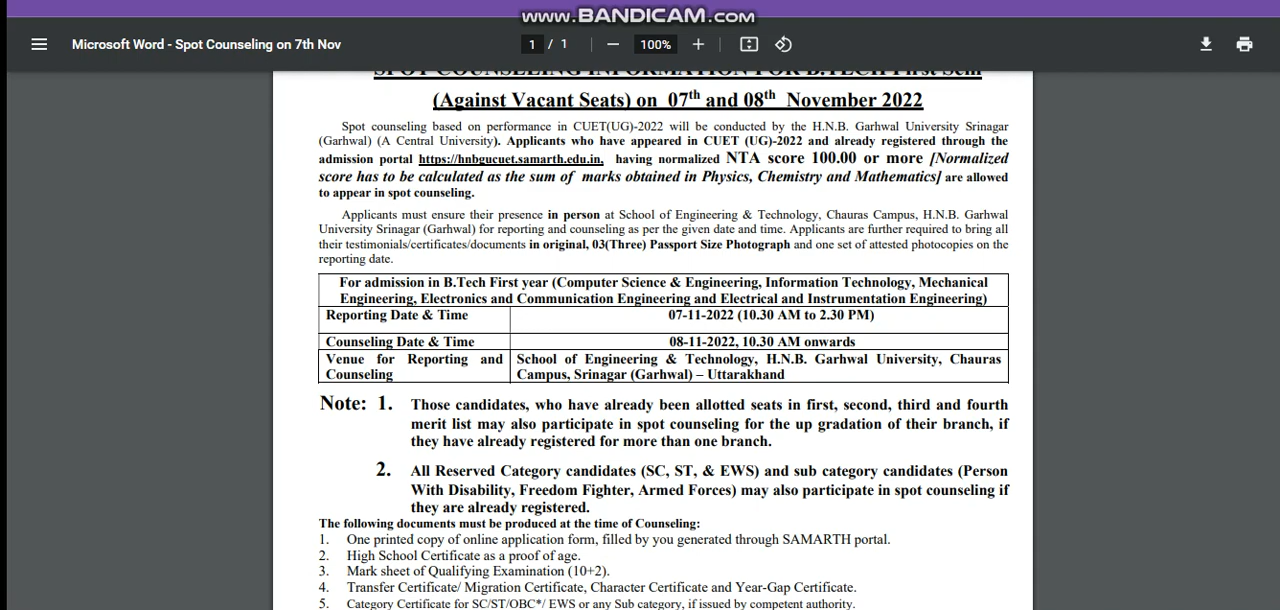 www.BANDICAM.com
Microsoft Word - Spot Counseling on 7th Nov
1 / 1
100%
SPOT COUNSELING INFORMATION FOR B.TECH First Sem
(Against Vacant Seats) on 07th and 08th November 2022
Spot counseling based on performance in CUET(UG)-2022 will be conducted by the H.N.B. Garhwal University Srinagar
(Garhwal) (A Central University). Applicants who have appeared in CUET (UG)-2022 and already registered through the
admission portal https://hnbgucuet.samarth.edu.in, having normalized NTA score 100.00 or more [Normalized
score has to be calculated as the sum of marks obtained in Physics, Chemistry and Mathematics] are allowed
to appear in spot counseling.
Applicants must ensure their presence in person at School of Engineering & Technology, Chauras Campus, H.N.B. Garhwal
University Srinagar (Garhwal) for reporting and counseling as per the given date and time. Applicants are further required to bring all
their testimonials/certificates/documents in original, 03(Three) Passport Size Photograph and one set of attested photocopies on the
reporting date.
For admission in B.Tech First year (Computer Science & Engineering, Information Technology, Mechanical
Engineering, Electronics and Communication Engineering and Electrical and Instrumentation Engineering)
Reporting Date & Time 07-11-2022 (10.30 AM to 2.30 PM)
Counseling Date & Time 08-11-2022, 10.30 AM onwards
Venue for Reporting and School of Engineering & Technology, H.N.B. Garhwal University, Chauras
Counseling Campus, Srinagar (Garhwal) – Uttarakhand
Note: 1. Those candidates, who have already been allotted seats in first, second, third and fourth
merit list may also participate in spot counseling for the up gradation of their branch, if
they have already registered for more than one branch.
2. All Reserved Category candidates (SC, ST, & EWS) and sub category candidates (Person
With Disability, Freedom Fighter, Armed Forces) may also participate in spot counseling if
they are already registered.
The following documents must be produced at the time of Counseling:
1. One printed copy of online application form, filled by you generated through SAMARTH portal.
2. High School Certificate as a proof of age.
3. Mark sheet of Qualifying Examination (10+2).
4. Transfer Certificate/ Migration Certificate, Character Certificate and Year-Gap Certificate.
5. Category Certificate for SC/ST/OBC*/ EWS or any Sub category, if issued by competent authority.